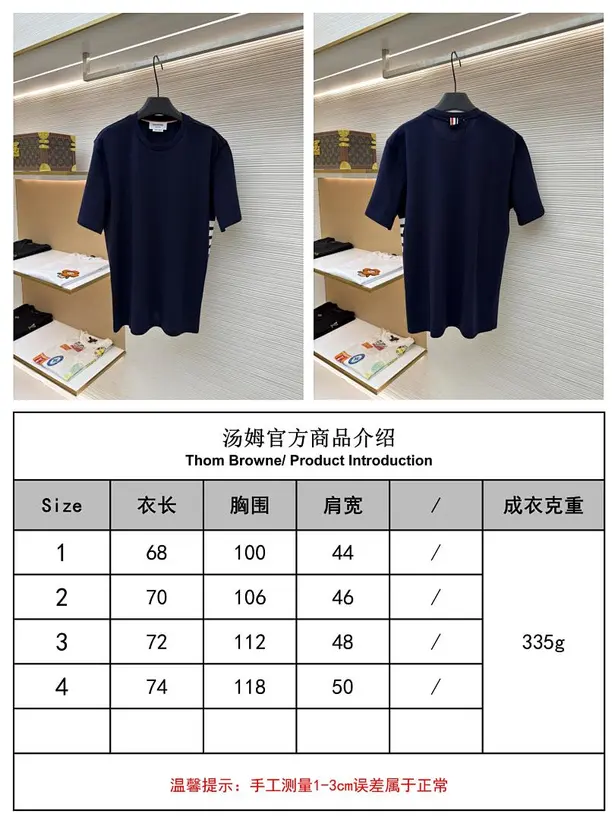 汤姆官方商品介绍
Thom Browne/ Product Introduction
Size 衣长 胸围 肩宽 / 成衣克重
1 68 100 44 /
2 70 106 46 /
3 72 112 48 /
4 74 118 50 /
335g
温馨提示：手工测量1-3cm误差属于正常